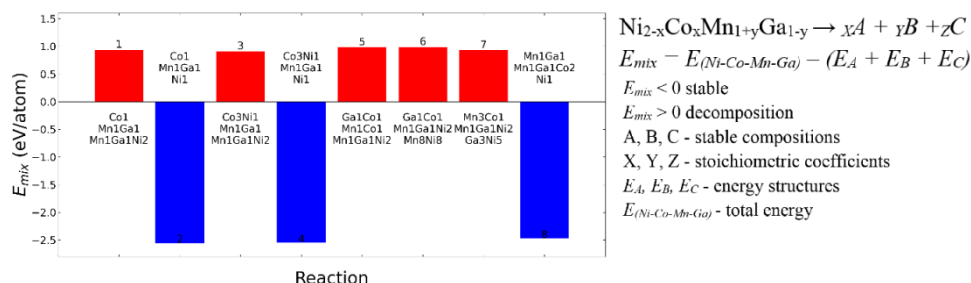 1.5
1.0
0.5
0.0
−0.5
−1.0
−1.5
−2.0
−2.5
E_mix (eV/atom)
1
Co1
Mn1Ga1
Mn1Ga1Ni2
Co1
Mn1Ga1
Ni1
2
3
Co3Ni1
Mn1Ga1
Mn1Ga1Ni2
Co3Ni1
Mn1Ga1
Ni1
4
5
Ga1Co1
Mn1Co1
Mn1Ga1Ni2
6
Ga1Co1
Mn1Ga1Ni2
Mn8Ni8
7
Mn3Co1
Mn1Ga1Ni2
Ga3Ni5
Mn1Ga1
Mn1Ga1Co2
Ni1
8
Reaction
Ni2-xCoxMn1+yGa1-y → XA + YB +ZC
Emix – E(Ni-Co-Mn-Ga) – (EA + EB + EC)
Emix < 0 stable
Emix > 0 decomposition
A, B, C - stable compositions
X, Y, Z - stoichiometric coefficients
EA, EB, EC - energy structures
E(Ni-Co-Mn-Ga) - total energy